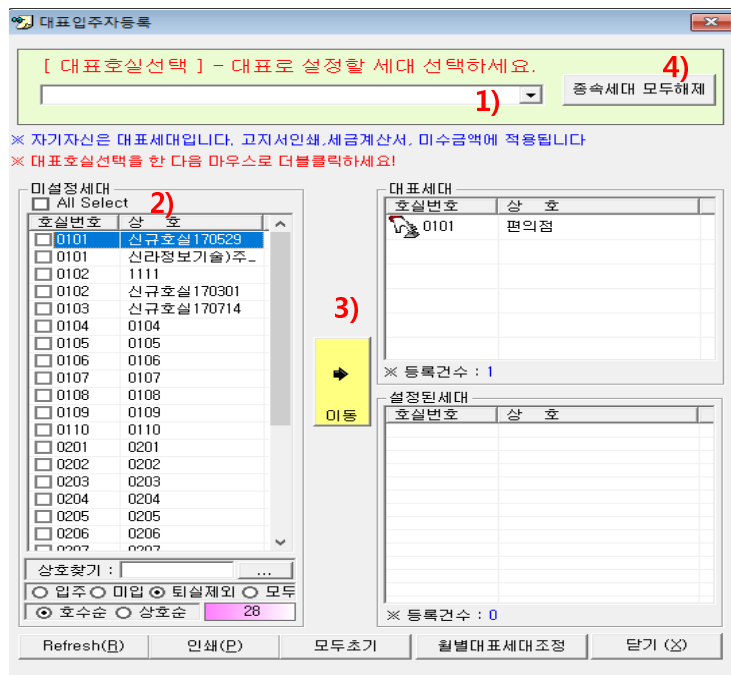 대표입주자등록
[ 대표호실선택 ] - 대표로 설정할 세대 선택하세요.
4)
1)
종속세대 모두해제
※ 자기자신은 대표세대입니다. 고지서인쇄,세금계산서, 미수금액에 적용됩니다
※ 대표호실선택을 한 다음 마우스로 더블클릭하세요!
미설정세대
All Select
2)
호실번호 상 호
0101 신규호실170529
0101 신라정보기술)주_
0102 1111
0102 신규호실170301
0103 신규호실170714
0104 0104
0105 0105
0106 0106
0107 0107
0108 0108
0109 0109
0110 0110
0201 0201
0202 0202
0203 0203
0204 0204
0205 0205
0206 0206
0207 0207
상호찾기 : ...
입주 미입 퇴실제외 모두
호수순 상호순 28
3)
이동
대표세대
호실번호 상 호
0101 편의점
※ 등록건수 : 1
설정된세대
호실번호 상 호
※ 등록건수 : 0
Refresh(R) 인쇄(P) 모두초기 월별대표세대조정 닫기 (X)